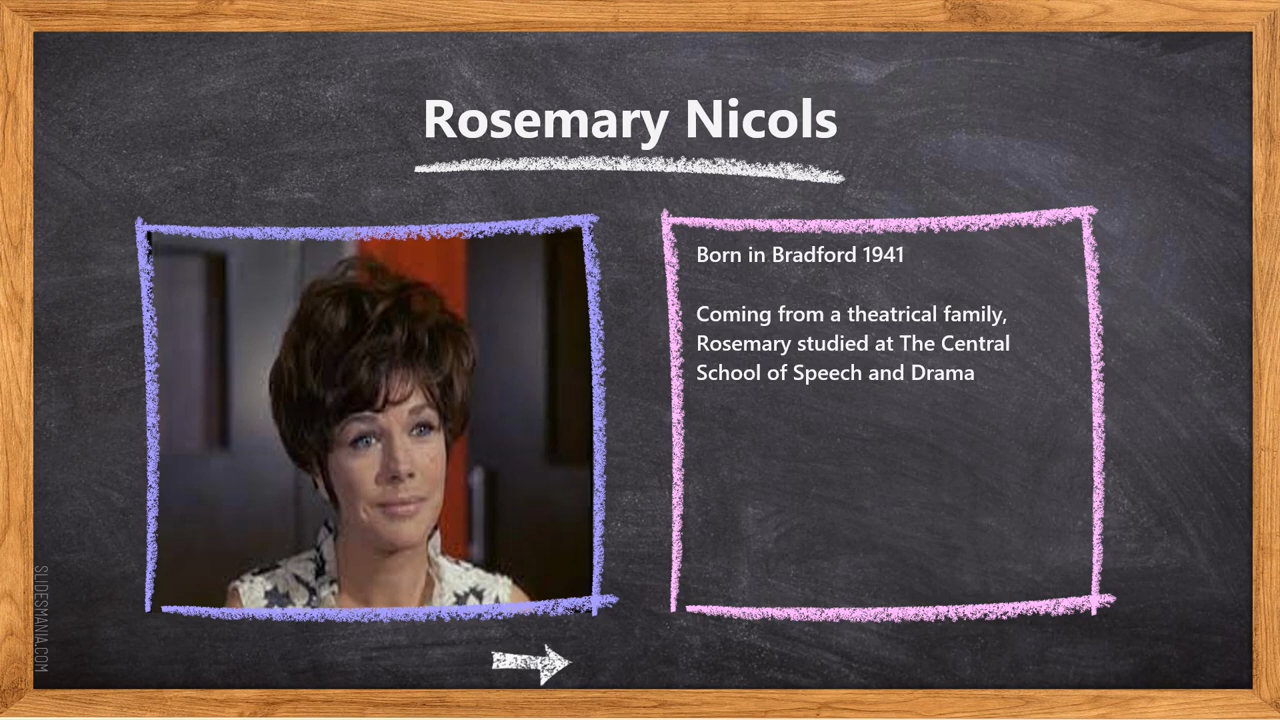 Rosemary Nicols
Born in Bradford 1941
Coming from a theatrical family,
Rosemary studied at The Central
School of Speech and Drama
SLIDESMANIA.COM